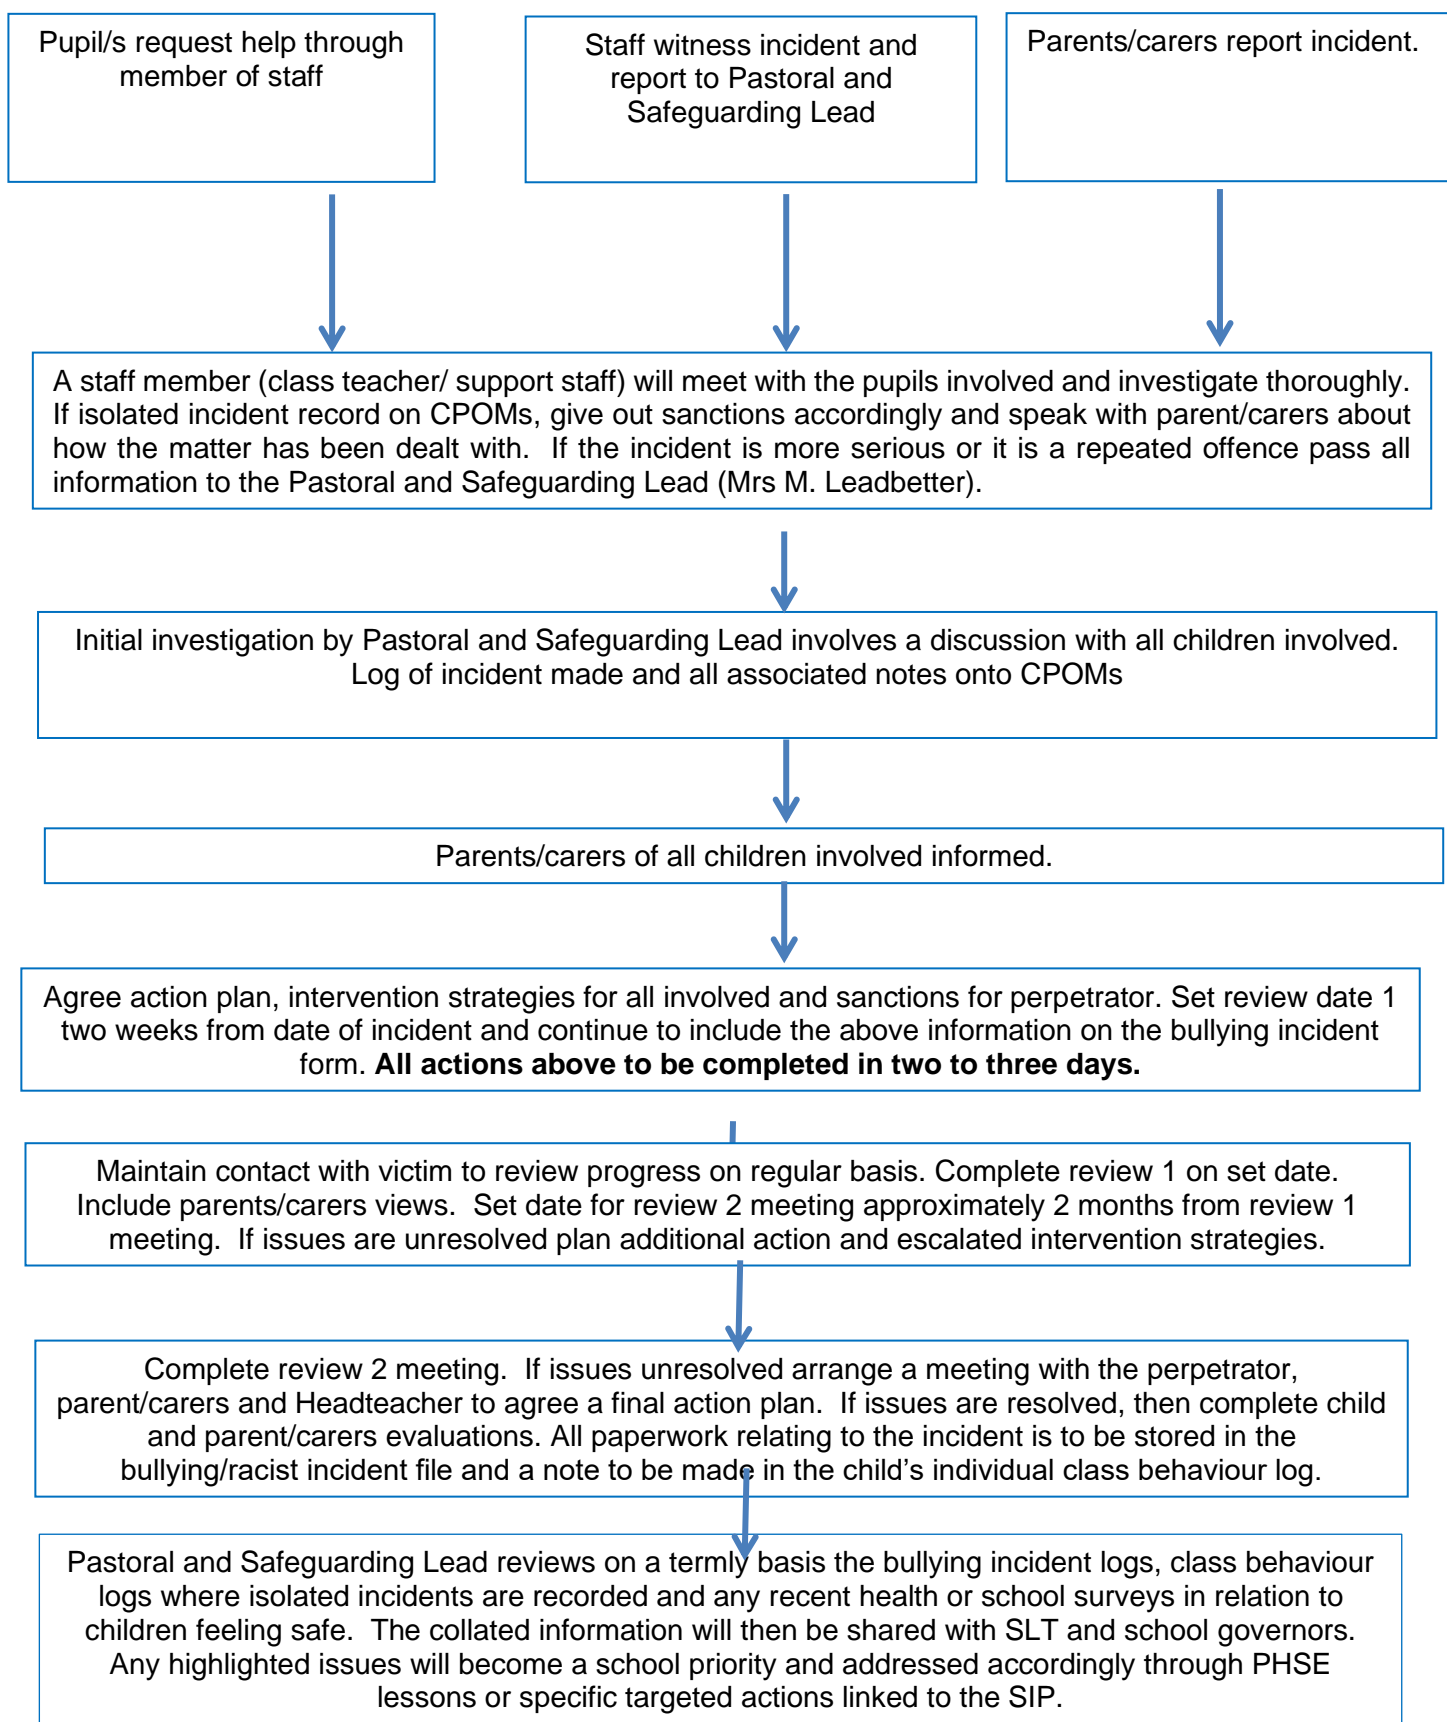 Pupil/s request help through
member of staff
Staff witness incident and
report to Pastoral and
Safeguarding Lead
Parents/carers report incident.
A staff member (class teacher/ support staff) will meet with the pupils involved and investigate thoroughly.
If isolated incident record on CPOMs, give out sanctions accordingly and speak with parent/carers about
how the matter has been dealt with.  If the incident is more serious or it is a repeated offence pass all
information to the Pastoral and Safeguarding Lead (Mrs M. Leadbetter).
Initial investigation by Pastoral and Safeguarding Lead involves a discussion with all children involved.
Log of incident made and all associated notes onto CPOMs
Parents/carers of all children involved informed.
Agree action plan, intervention strategies for all involved and sanctions for perpetrator. Set review date 1
two weeks from date of incident and continue to include the above information on the bullying incident
form. All actions above to be completed in two to three days.
Maintain contact with victim to review progress on regular basis. Complete review 1 on set date.
Include parents/carers views.  Set date for review 2 meeting approximately 2 months from review 1
meeting.  If issues are unresolved plan additional action and escalated intervention strategies.
Complete review 2 meeting.  If issues unresolved arrange a meeting with the perpetrator,
parent/carers and Headteacher to agree a final action plan.  If issues are resolved, then complete child
and parent/carers evaluations. All paperwork relating to the incident is to be stored in the
bullying/racist incident file and a note to be made in the child’s individual class behaviour log.
Pastoral and Safeguarding Lead reviews on a termly basis the bullying incident logs, class behaviour
logs where isolated incidents are recorded and any recent health or school surveys in relation to
children feeling safe.  The collated information will then be shared with SLT and school governors.
Any highlighted issues will become a school priority and addressed accordingly through PHSE
lessons or specific targeted actions linked to the SIP.